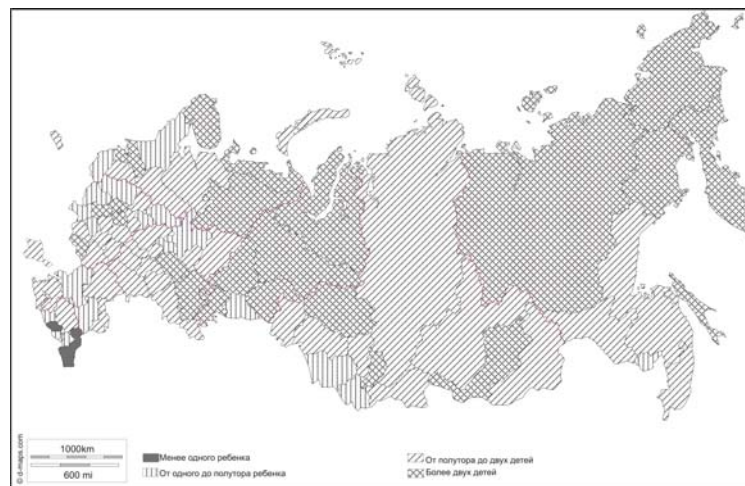 1000km
600 mi
© d-maps.com
Менее одного ребенка
От одного до полутора ребенка
От полутора до двух детей
Более двух детей